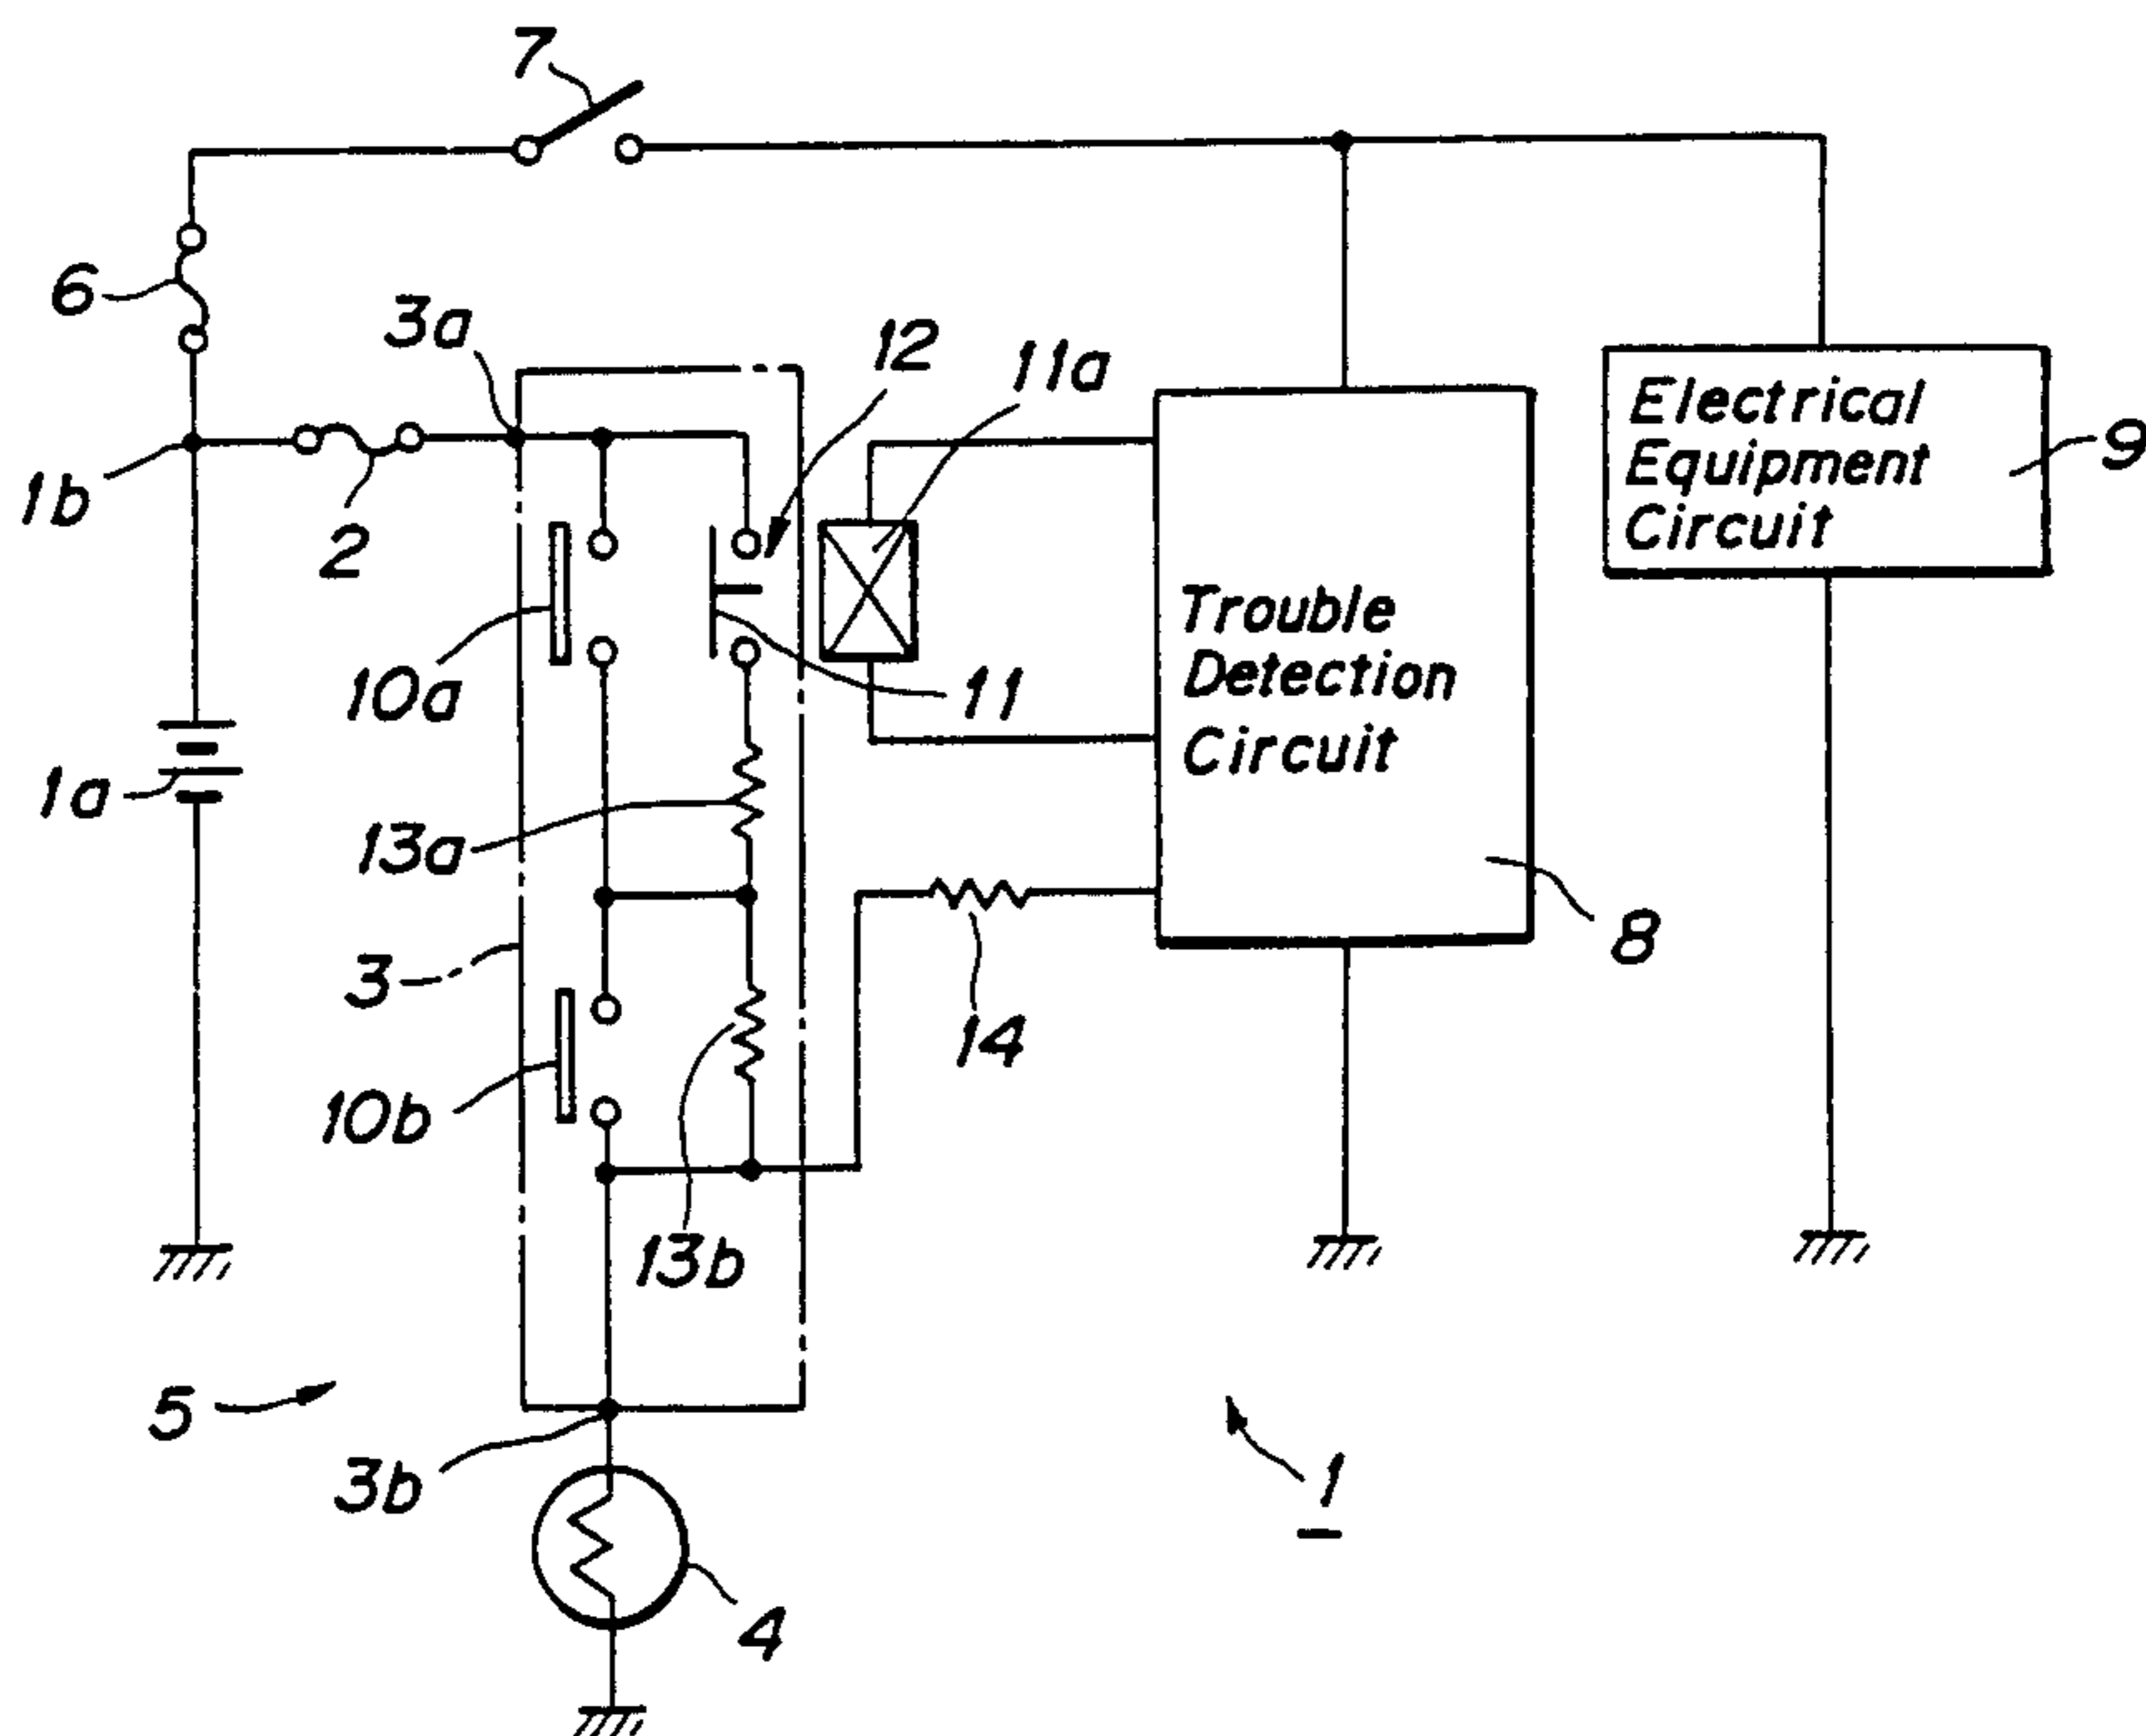 7
6
3a
12
11a
Electrical
Equipment
Circuit
9
1b
2
Trouble
Detection
Circuit
10a
11
1a
13a
8
3
14
10b
13b
5
3b
1
4